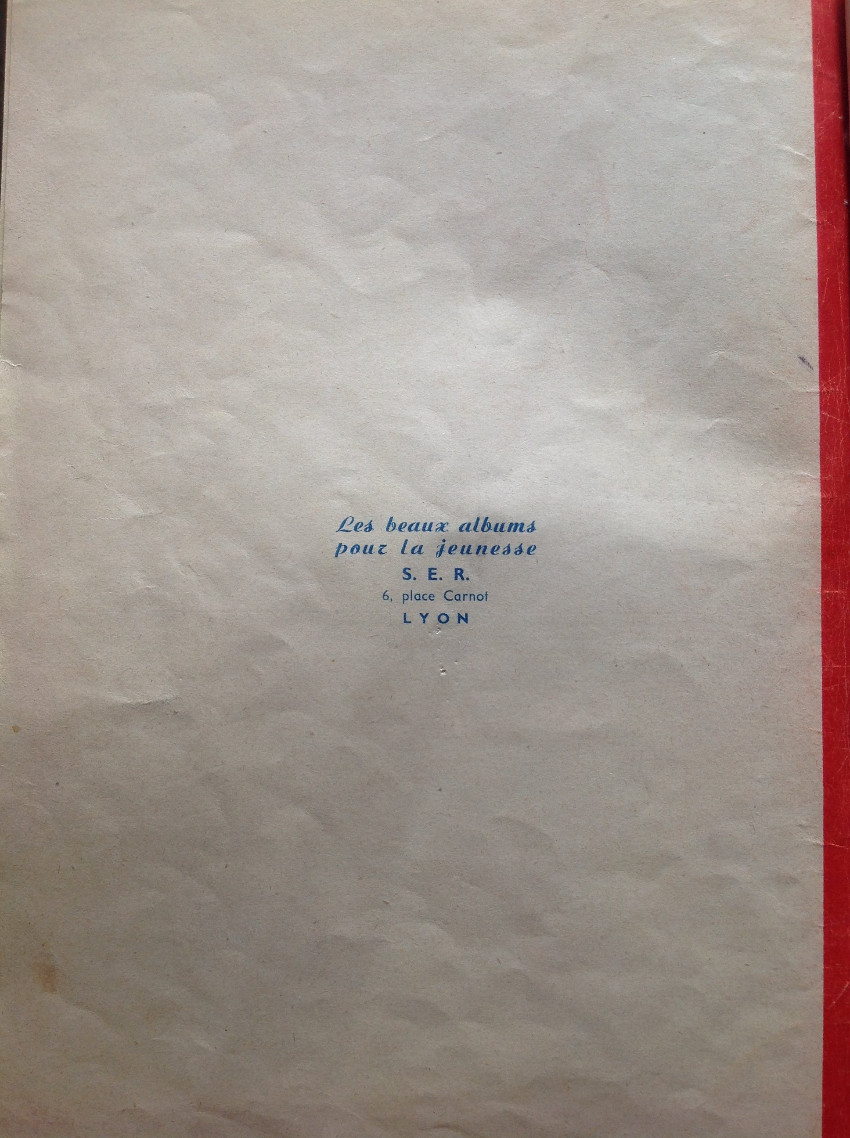 Les beaux albums
pour la jeunesse
S. E. R.
6, place Carnot
LYON